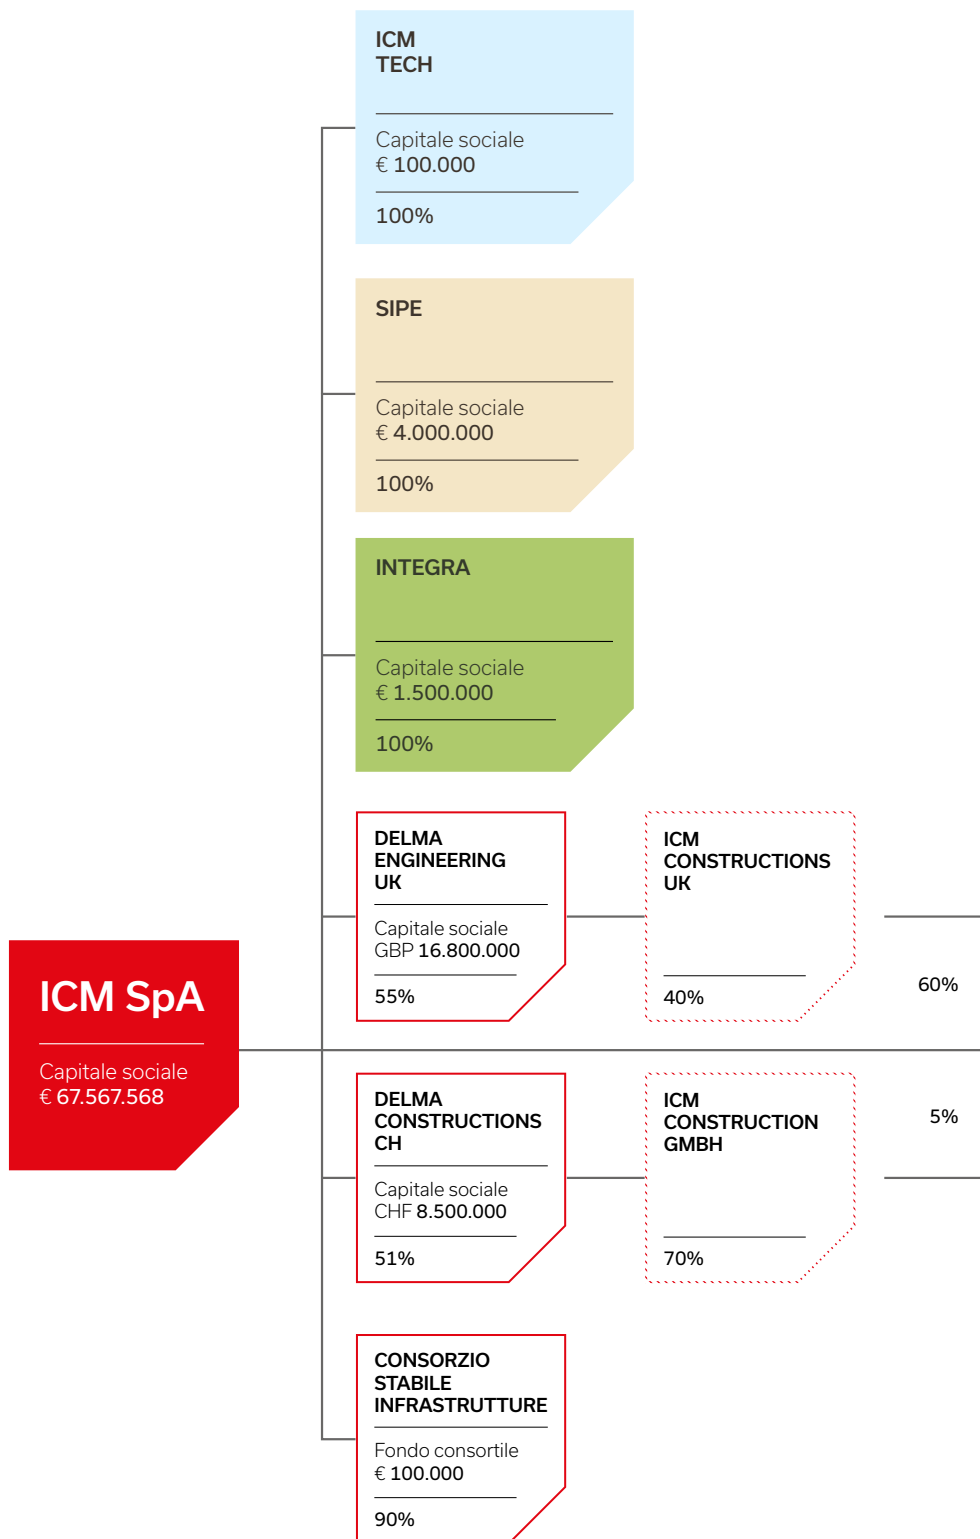 ICM
TECH
Capitale sociale
€ 100.000
100%
SIPE
Capitale sociale
€ 4.000.000
100%
INTEGRA
Capitale sociale
€ 1.500.000
100%
DELMA
ENGINEERING
UK
Capitale sociale
GBP 16.800.000
55%
ICM
CONSTRUCTIONS
UK
40%
60%
ICM SpA
Capitale sociale
€ 67.567.568
DELMA
CONSTRUCTIONS
CH
Capitale sociale
CHF 8.500.000
51%
ICM
CONSTRUCTION
GMBH
70%
5%
CONSORZIO
STABILE
INFRASTRUTTURE
Fondo consortile
€ 100.000
90%